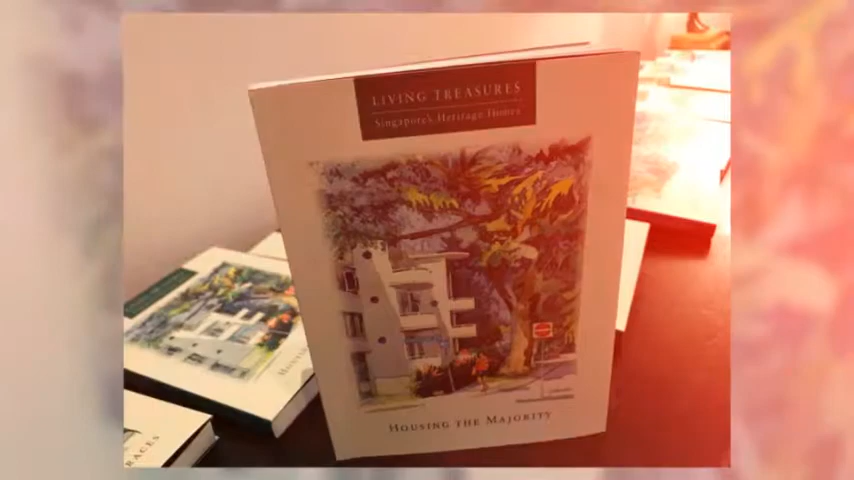 LIVING TREASURES
Singapore's Heritage Homes
HOUSING THE MAJORITY